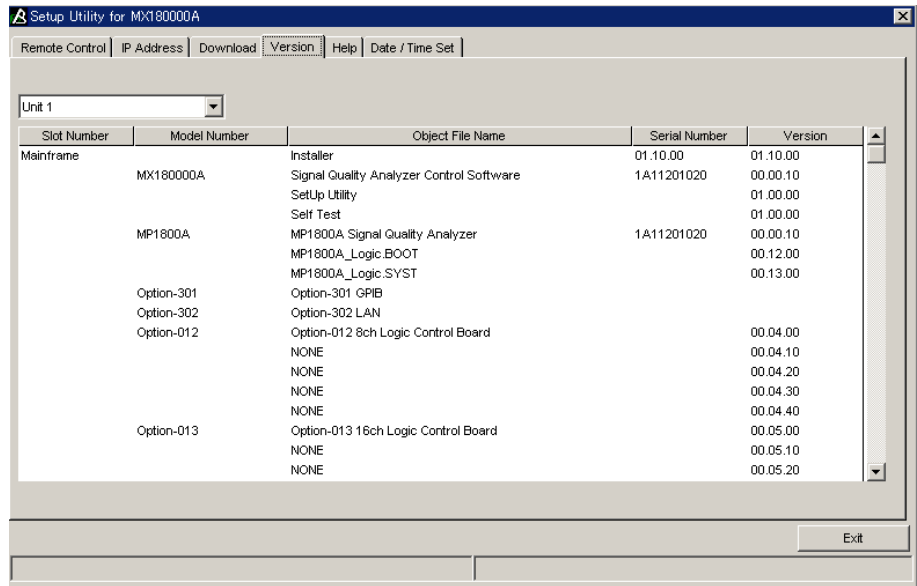 Setup Utility for MX180000A
Remote Control IP Address Download Version Help Date / Time Set
Unit 1
Slot Number Model Number Object File Name Serial Number Version
Mainframe Installer 01.10.00 01.10.00
MX180000A Signal Quality Analyzer Control Software 1A11201020 00.00.10
SetUp Utility 01.00.00
Self Test 01.00.00
MP1800A MP1800A Signal Quality Analyzer 1A11201020 00.00.10
MP1800A_Logic.BOOT 00.12.00
MP1800A_Logic.SYST 00.13.00
Option-301 Option-301 GPIB
Option-302 Option-302 LAN
Option-012 Option-012 8ch Logic Control Board 00.04.00
NONE 00.04.10
NONE 00.04.20
NONE 00.04.30
NONE 00.04.40
Option-013 Option-013 16ch Logic Control Board 00.05.00
NONE 00.05.10
NONE 00.05.20
Exit